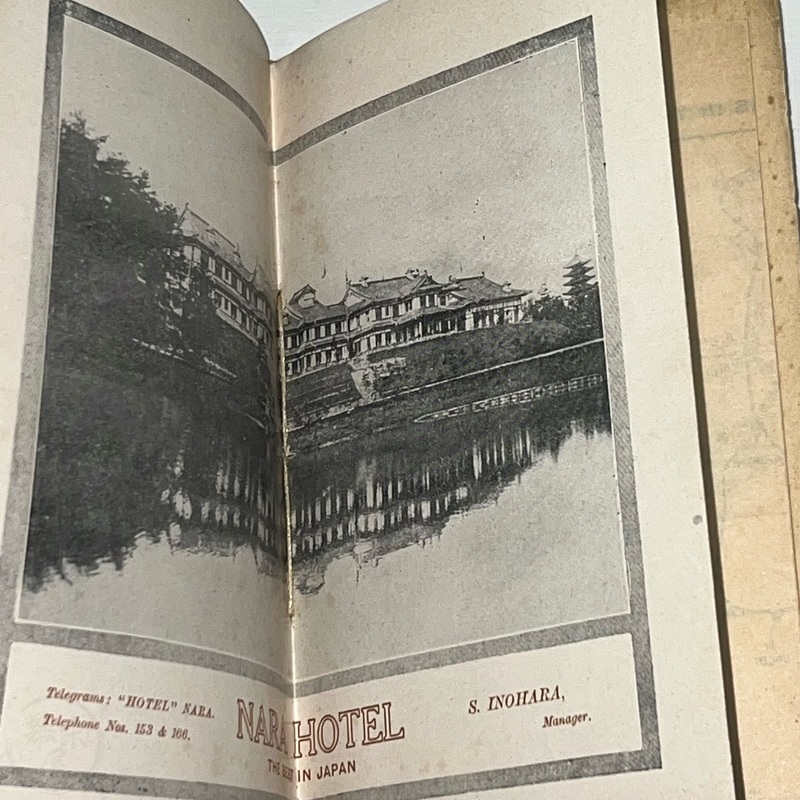 Telegrams: "HOTEL" NARA.
Telephone Nos. 153 & 166.
NARA HOTEL
THE BEST IN JAPAN
S. INOHARA,
Manager.